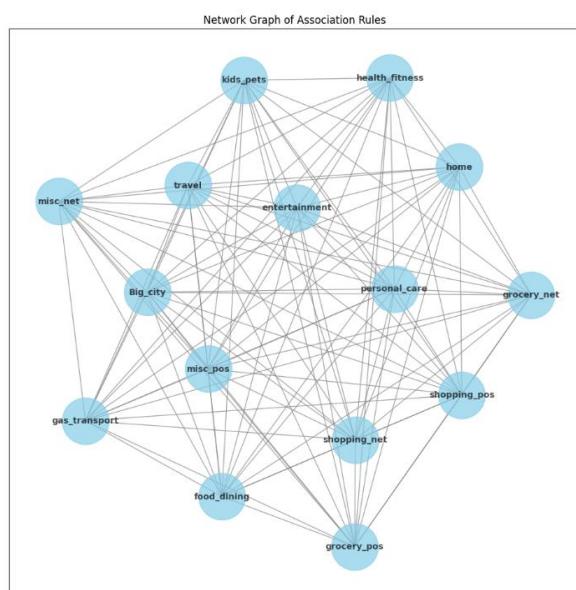 Network Graph of Association Rules
kids_pets
health_fitness
home
travel
misc_net
entertainment
personal_care
Big_city
grocery_net
misc_pos
shopping_pos
gas_transport
shopping_net
food_dining
grocery_pos